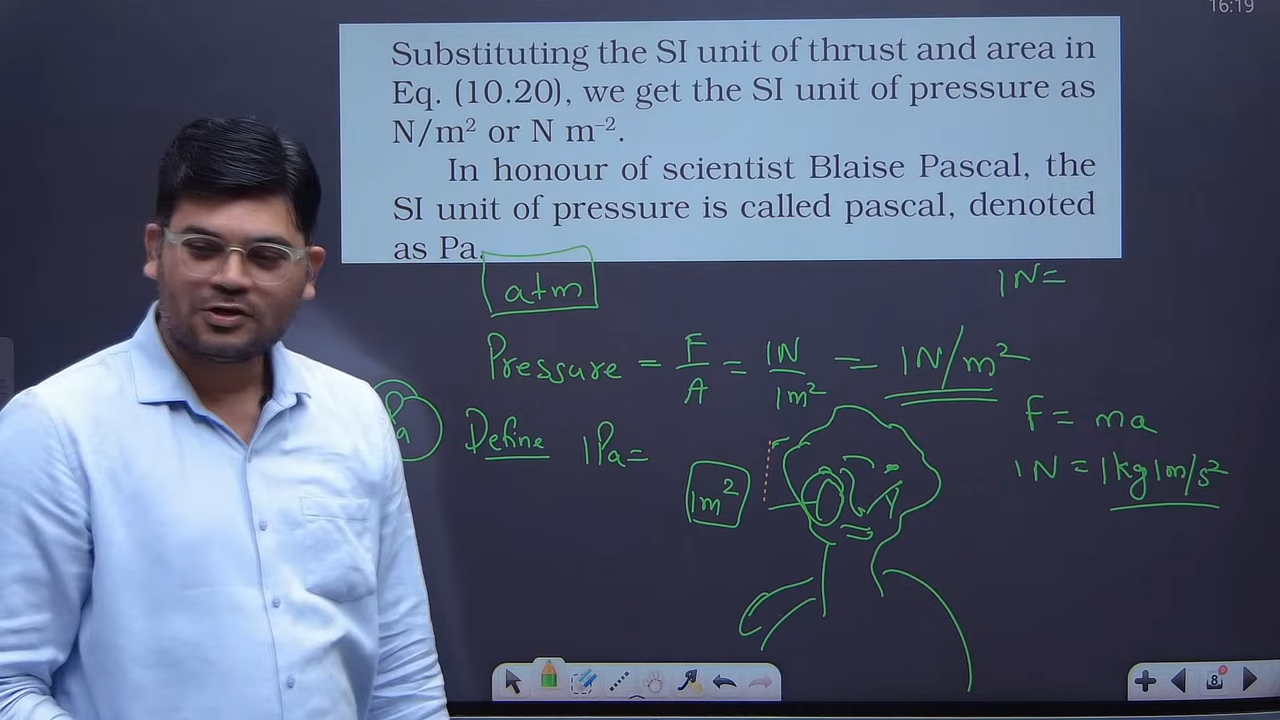 16:19
Substituting the SI unit of thrust and area in
Eq. (10.20), we get the SI unit of pressure as
N/m² or N m⁻².
In honour of scientist Blaise Pascal, the
SI unit of pressure is called pascal, denoted
as Pa.
atm
1N=
Pressure = F/A = 1N/1m² = 1N/m²
F = ma
Pa
Define 1Pa=
1N = 1kg1m/s²
1m²
8